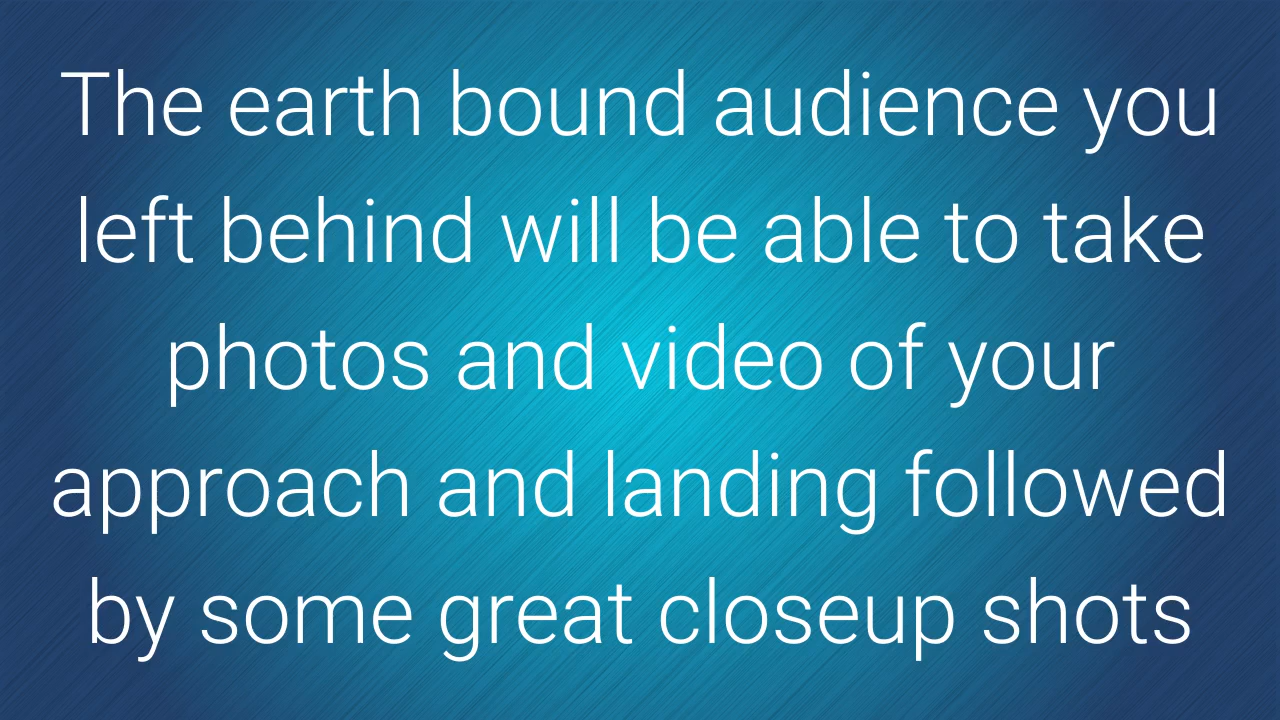 The earth bound audience you
left behind will be able to take
photos and video of your
approach and landing followed
by some great closeup shots